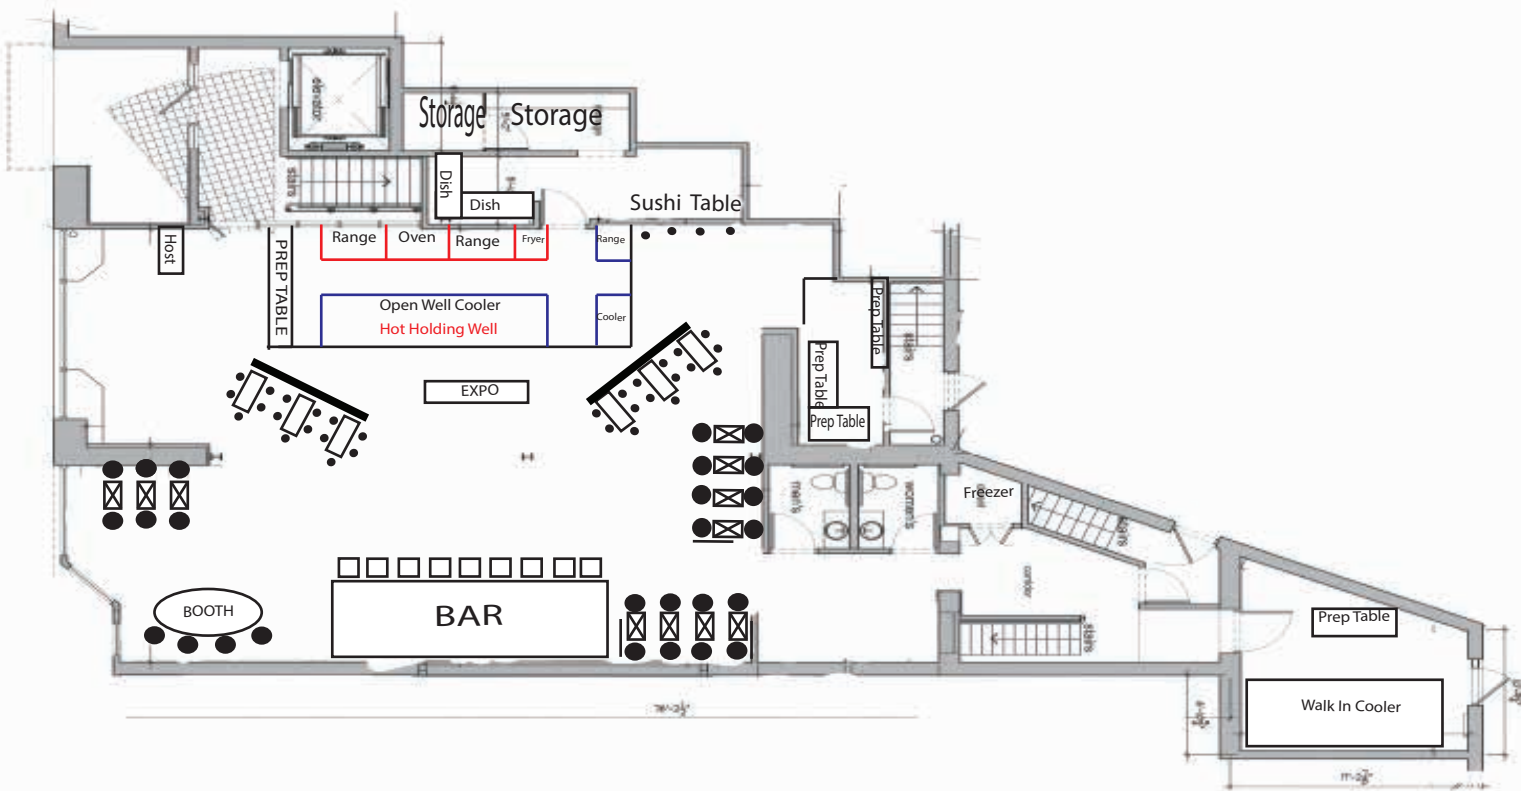 elevator
Storage
Storage
stairs
Dish
Dish
Sushi Table
Host
PREP TABLE
Range
Oven
Range
Fryer
Range
Open Well Cooler
Hot Holding Well
Cooler
Prep Table
stairs
Prep Table
Prep Table
EXPO
men's
women's
Freezer
stairs
corridor
BOOTH
BAR
stairs
Prep Table
Walk In Cooler